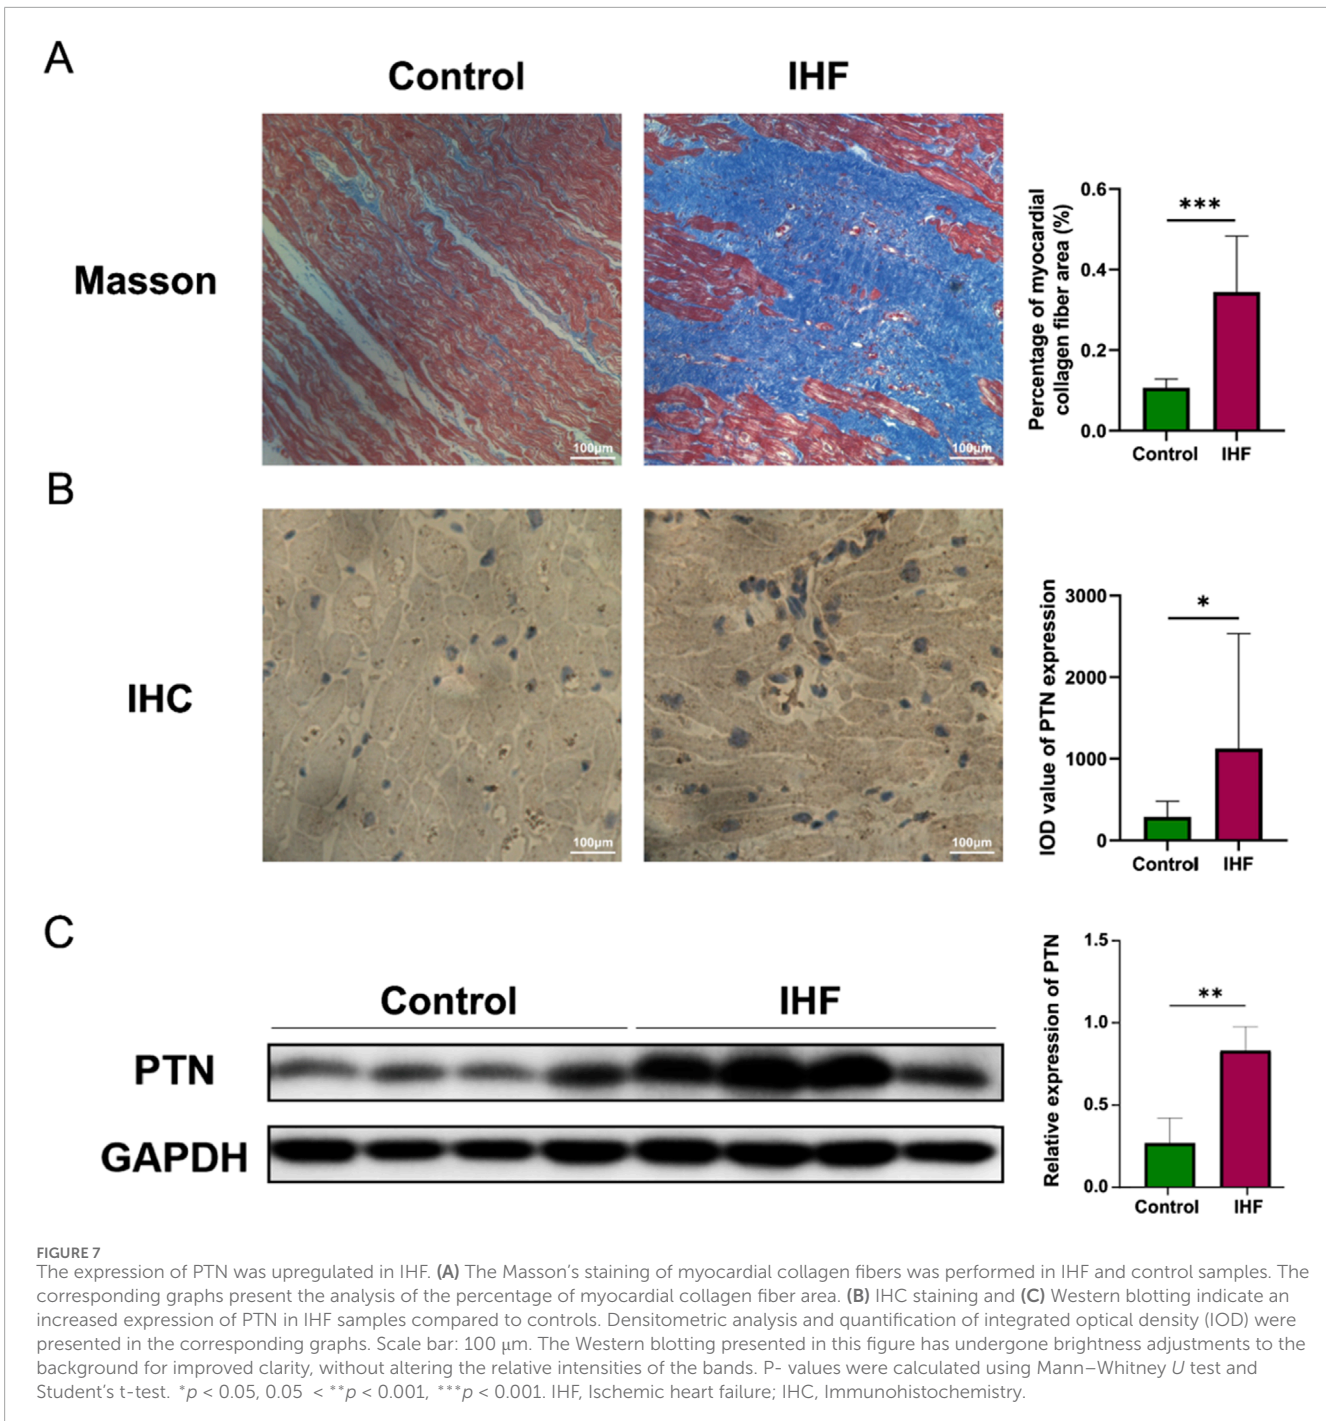 A
Control
IHF
Masson
100μm
100μm
Percentage of myocardial
collagen fiber area (%)
0.6
0.4
0.2
0.0
***
Control
IHF
B
IHC
100μm
100μm
IOD value of PTN expression
3000
2000
1000
0
*
Control
IHF
C
Control
IHF
PTN
GAPDH
Relative expression of PTN
1.5
1.0
0.5
0.0
**
Control
IHF
FIGURE 7
The expression of PTN was upregulated in IHF. (A) The Masson's staining of myocardial collagen fibers was performed in IHF and control samples. The
corresponding graphs present the analysis of the percentage of myocardial collagen fiber area. (B) IHC staining and (C) Western blotting indicate an
increased expression of PTN in IHF samples compared to controls. Densitometric analysis and quantification of integrated optical density (IOD) were
presented in the corresponding graphs. Scale bar: 100 μm. The Western blotting presented in this figure has undergone brightness adjustments to the
background for improved clarity, without altering the relative intensities of the bands. P- values were calculated using Mann–Whitney U test and
Student's t-test. *p < 0.05, 0.05 < **p < 0.001, ***p < 0.001. IHF, Ischemic heart failure; IHC, Immunohistochemistry.